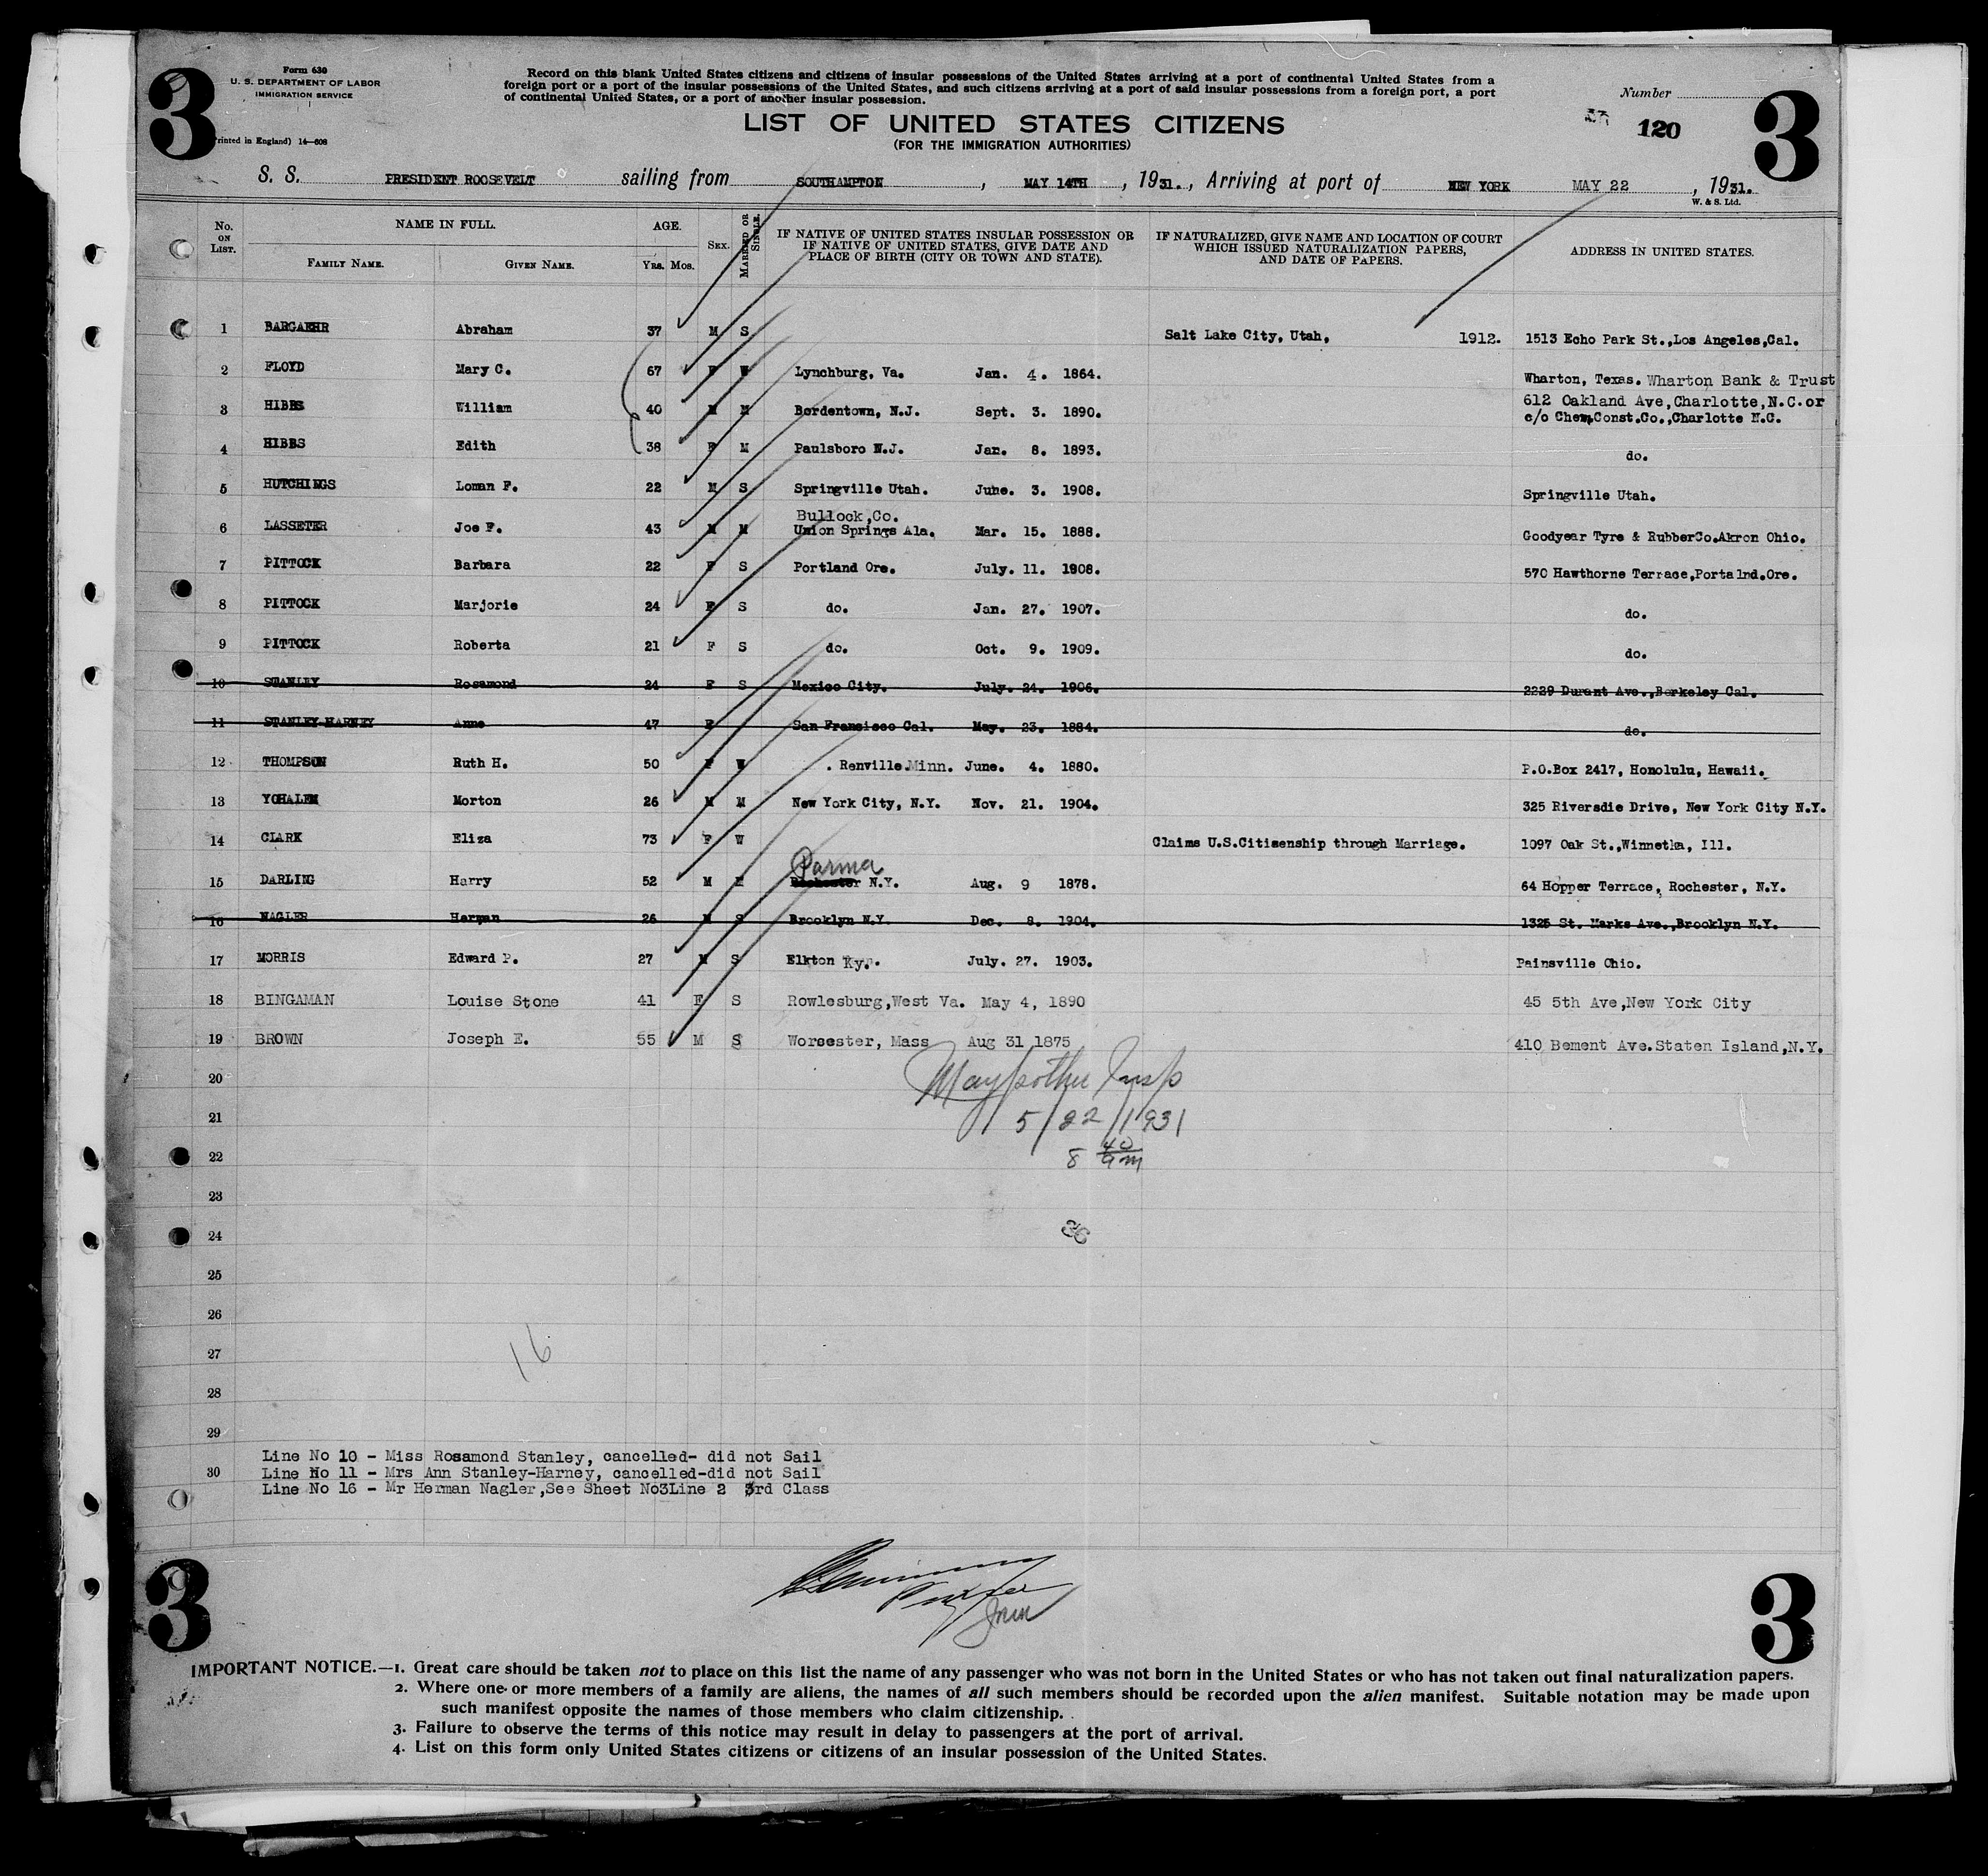 3
Form 630
U. S. DEPARTMENT OF LABOR
IMMIGRATION SERVICE
Printed in England) 14—608
Record on this blank United States citizens and citizens of insular possessions of the United States arriving at a port of continental United States from a
foreign port or a port of the insular possessions of the United States, and such citizens arriving at a port of said insular possessions from a foreign port, a port
of continental United States, or a port of another insular possession.
LIST OF UNITED STATES CITIZENS
(FOR THE IMMIGRATION AUTHORITIES)
Number
120
3
S. S. PRESIDENT ROOSEVELT sailing from SOUTHAMPTON, MAY 14TH, 1931., Arriving at port of NEW YORK MAY 22, 1931.
W. & S. Ltd.
No. ON LIST. NAME IN FULL. AGE. SEX. MARRIED OR SINGLE. IF NATIVE OF UNITED STATES INSULAR POSSESSION OR IF NATIVE OF UNITED STATES, GIVE DATE AND PLACE OF BIRTH (CITY OR TOWN AND STATE). IF NATURALIZED, GIVE NAME AND LOCATION OF COURT WHICH ISSUED NATURALIZATION PAPERS, AND DATE OF PAPERS. ADDRESS IN UNITED STATES.
FAMILY NAME. GIVEN NAME. YRS. MOS.
1 BARGAEHR Abraham 37 M S Salt Lake City, Utah, 1912. 1513 Echo Park St.,Los Angeles,Cal.
2 FLOYD Mary C. 67 F W Lynchburg, Va. Jan. 4. 1864. Wharton, Texas. Wharton Bank & Trust
3 HIBBS William 40 M M Bordentown, N.J. Sept. 3. 1890. 612 Oakland Ave,Charlotte,N.C.or
c/o Chem.Const.Co.,Charlotte N.C.
4 HIBBS Edith 38 F M Paulsboro N.J. Jan. 8. 1893. do.
5 HUTCHINGS Loman F. 22 M S Springville Utah. June. 3. 1908. Springville Utah.
Bullock,Co.
6 LASSETER Joe F. 43 M M Union Springs Ala. Mar. 15. 1888. Goodyear Tyre & RubberCo.Akron Ohio.
7 PITTOCK Barbara 22 F S Portland Ore. July. 11. 1908. 570 Hawthorne Terrace,Portalnd.Ore.
8 PITTOCK Marjorie 24 F S do. Jan. 27. 1907. do.
9 PITTOCK Roberta 21 F S do. Oct. 9. 1909. do.
10 STANLEY Rosamond 24 F S Mexico City. July. 24. 1906. 2229 Durant Ave.,Berkeley Cal.
11 STANLEY-HARNEY Anne 47 F San Francisco Cal. May. 23. 1884. do.
12 THOMPSON Ruth H. 50 F W . Renville.Minn. June. 4. 1880. P.O.Box 2417, Honolulu, Hawaii.
13 YOHALEM Morton 26 M M New York City, N.Y. Nov. 21. 1904. 325 Riversdie Drive, New York City N.Y.
14 CLARK Eliza 73 F W Claims U.S.Citisenship through Marriage. 1097 Oak St.,Winnetka, Ill.
Parma
15 DARLING Harry 52 M Rochester N.Y. Aug. 9 1878. 64 Hopper Terrace, Rochester, N.Y.
16 NAGLER Herman 26 M S Brooklyn N.Y Dec. 8. 1904. 1325 St. Marks Ave.,Brooklyn N.Y.
17 MORRIS Edward P. 27 M S Elkton Ky. July. 27. 1903. Painsville Ohio.
18 BINGAMAN Louise Stone 41 F S Rowlesburg,West Va. May 4, 1890 45 5th Ave,New York City
19 BROWN Joseph E. 55 M S Worcester, Mass Aug 31 1875 410 Bement Ave.Staten Island,N.Y.
20 Insp
21 5/22/1931
22 8 40 am
23
24 36
25
26
27 16
28
29
Line No 10 - Miss Rosamond Stanley, cancelled- did not Sail
30 Line No 11 - Mrs Ann Stanley-Harney, cancelled-did not Sail
Line No 16 - Mr Herman Nagler,See Sheet No3Line 2 3rd Class
3
3
IMPORTANT NOTICE.—1. Great care should be taken not to place on this list the name of any passenger who was not born in the United States or who has not taken out final naturalization papers.
2. Where one or more members of a family are aliens, the names of all such members should be recorded upon the alien manifest. Suitable notation may be made upon
such manifest opposite the names of those members who claim citizenship.
3. Failure to observe the terms of this notice may result in delay to passengers at the port of arrival.
4. List on this form only United States citizens or citizens of an insular possession of the United States.